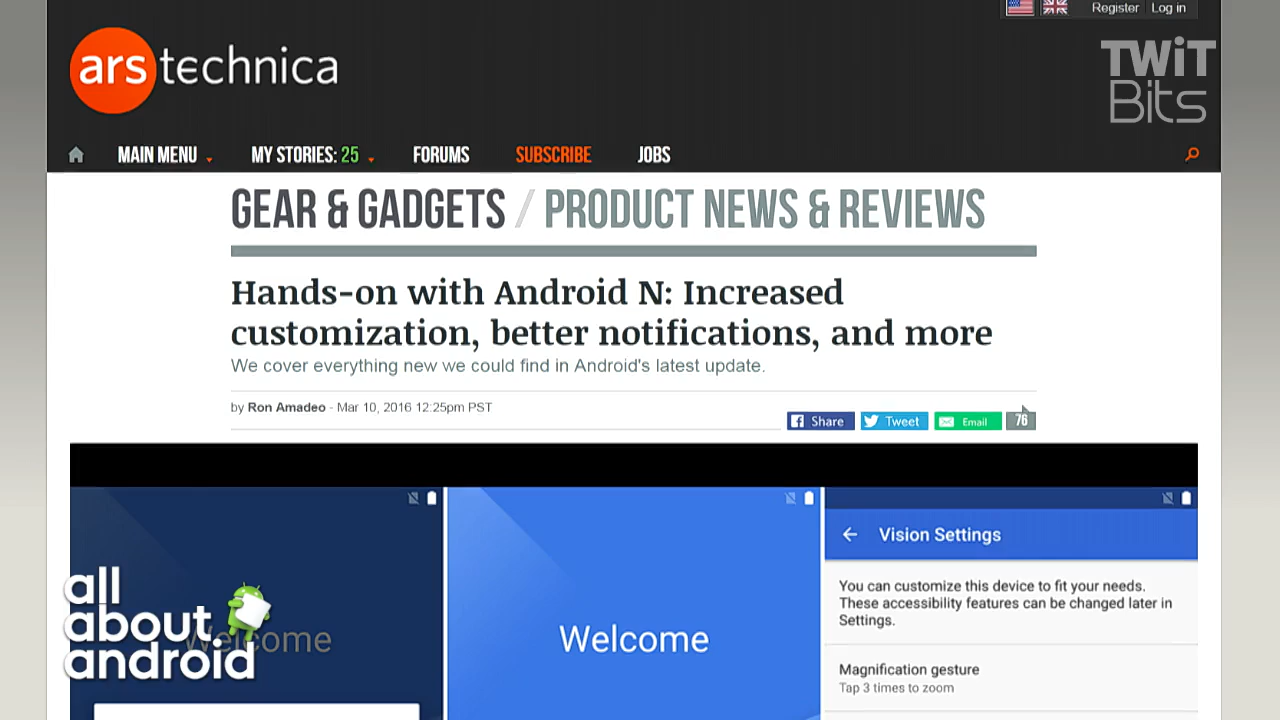 Register Log in
TWiT
Bits
ars technica
MAIN MENU MY STORIES: 25 FORUMS SUBSCRIBE JOBS
GEAR & GADGETS / PRODUCT NEWS & REVIEWS
Hands-on with Android N: Increased
customization, better notifications, and more
We cover everything new we could find in Android's latest update.
by Ron Amadeo - Mar 10, 2016 12:25pm PST
Share Tweet Email 76
Welcome
Welcome
Vision Settings
You can customize this device to fit your needs.
These accessibility features can be changed later in
Settings.
Magnification gesture
Tap 3 times to zoom
all
about
android